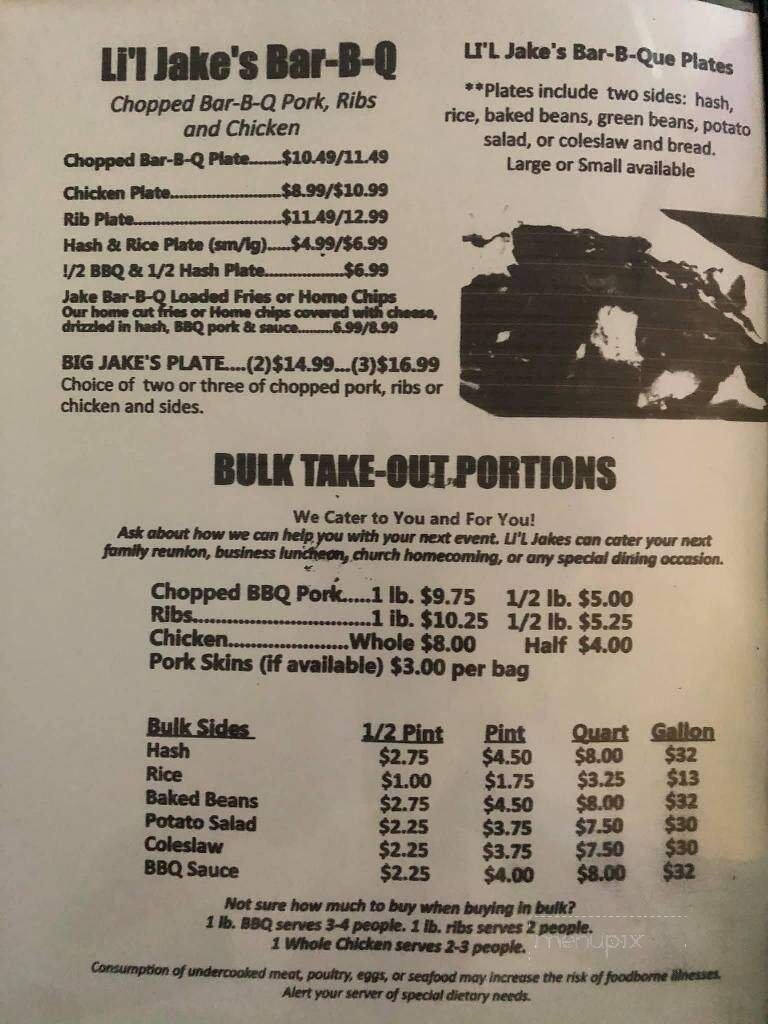 Li'l Jake's Bar-B-Q
Chopped Bar-B-Q Pork, Ribs
and Chicken
Chopped Bar-B-Q Plate.......$10.49/11.49
Chicken Plate.........................$8.99/$10.99
Rib Plate.................................$11.49/12.99
Hash & Rice Plate (sm/lg).....$4.99/$6.99
1/2 BBQ & 1/2 Hash Plate.................$6.99
Jake Bar-B-Q Loaded Fries or Home Chips
Our home cut fries or Home chips covered with cheese,
drizzled in hash, BBQ pork & sauce.........6.99/8.99
BIG JAKE'S PLATE....(2)$14.99...(3)$16.99
Choice of two or three of chopped pork, ribs or
chicken and sides.
LI'L Jake's Bar-B-Que Plates
**Plates include two sides: hash,
rice, baked beans, green beans, potato
salad, or coleslaw and bread.
Large or Small available
BULK TAKE-OUT PORTIONS
We Cater to You and For You!
Ask about how we can help you with your next event. Li'L Jakes can cater your next
family reunion, business luncheon, church homecoming, or any special dining occasion.
Chopped BBQ Pork.....1 lb. $9.75 1/2 lb. $5.00
Ribs.................................1 ib. $10.25 1/2 lb. $5.25
Chicken......................Whole $8.00 Half $4.00
Pork Skins (if available) $3.00 per bag
Bulk Sides 1/2 Pint Pint Quart Gallon
Hash $2.75 $4.50 $8.00 $32
Rice $1.00 $1.75 $3.25 $13
Baked Beans $2.75 $4.50 $8.00 $32
Potato Salad $2.25 $3.75 $7.50 $30
Coleslaw $2.25 $3.75 $7.50 $30
BBQ Sauce $2.25 $4.00 $8.00 $32
Not sure how much to buy when buying in bulk?
1 lb. BBQ serves 3-4 people. 1 lb. ribs serves 2 people.
1 Whole Chicken serves 2-3 people.
menupix
Consumption of undercooked meat, poultry, eggs, or seafood may increase the risk of foodborne illnesses.
Alert your server of special dietary needs.